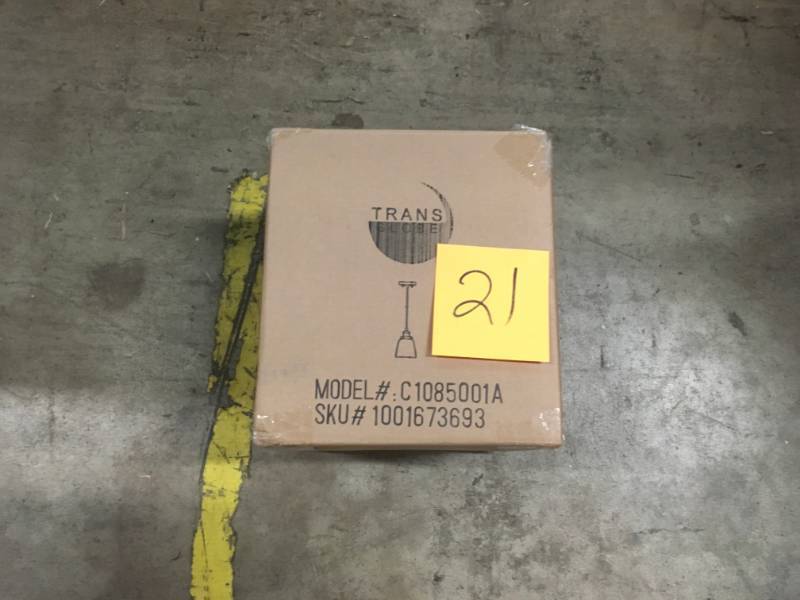 TRANS
GLOBE
21
MODEL#: C1085001A
SKU# 1001673693